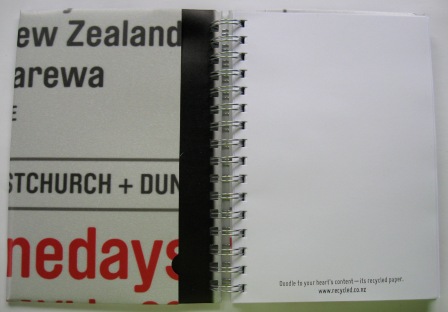 ew Zealand
arewa
E
STCHURCH + DUN
nedays
Doodle to your heart's content – its recycled paper.
www.recycled.co.nz